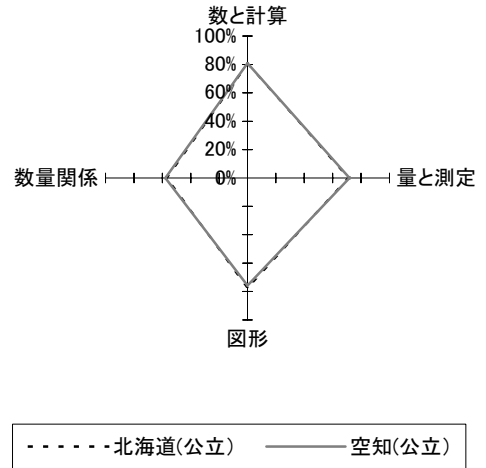 数と計算
100%
80%
60%
40%
20%
0%
数量関係
量と測定
図形
北海道(公立)
空知(公立)